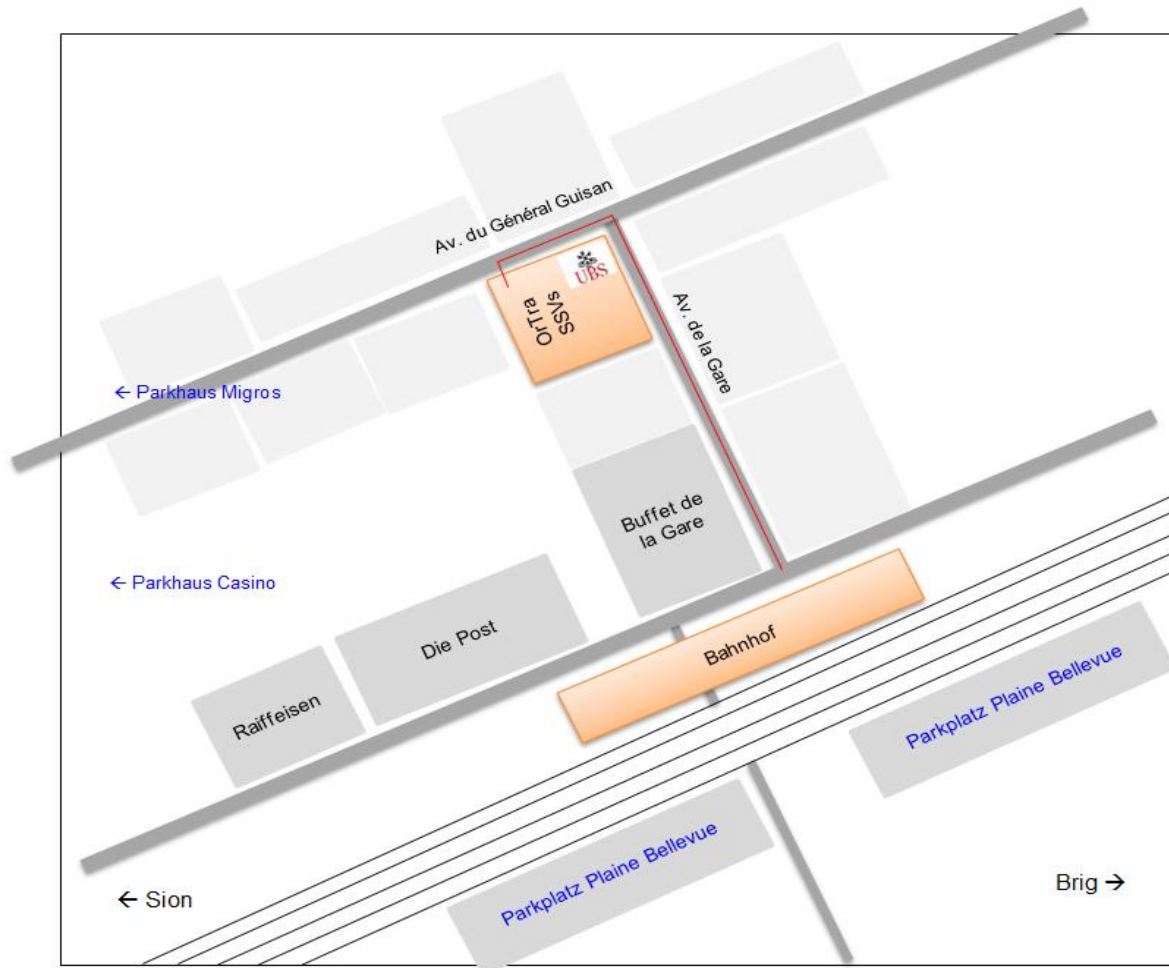 Av. du Général Guisan
UBS
OrTra
SSVs
Av. de la Gare
← Parkhaus Migros
Buffet de
la Gare
← Parkhaus Casino
Die Post
Bahnhof
Raiffeisen
Parkplatz Plaine Bellevue
Parkplatz Plaine Bellevue
← Sion
Brig →